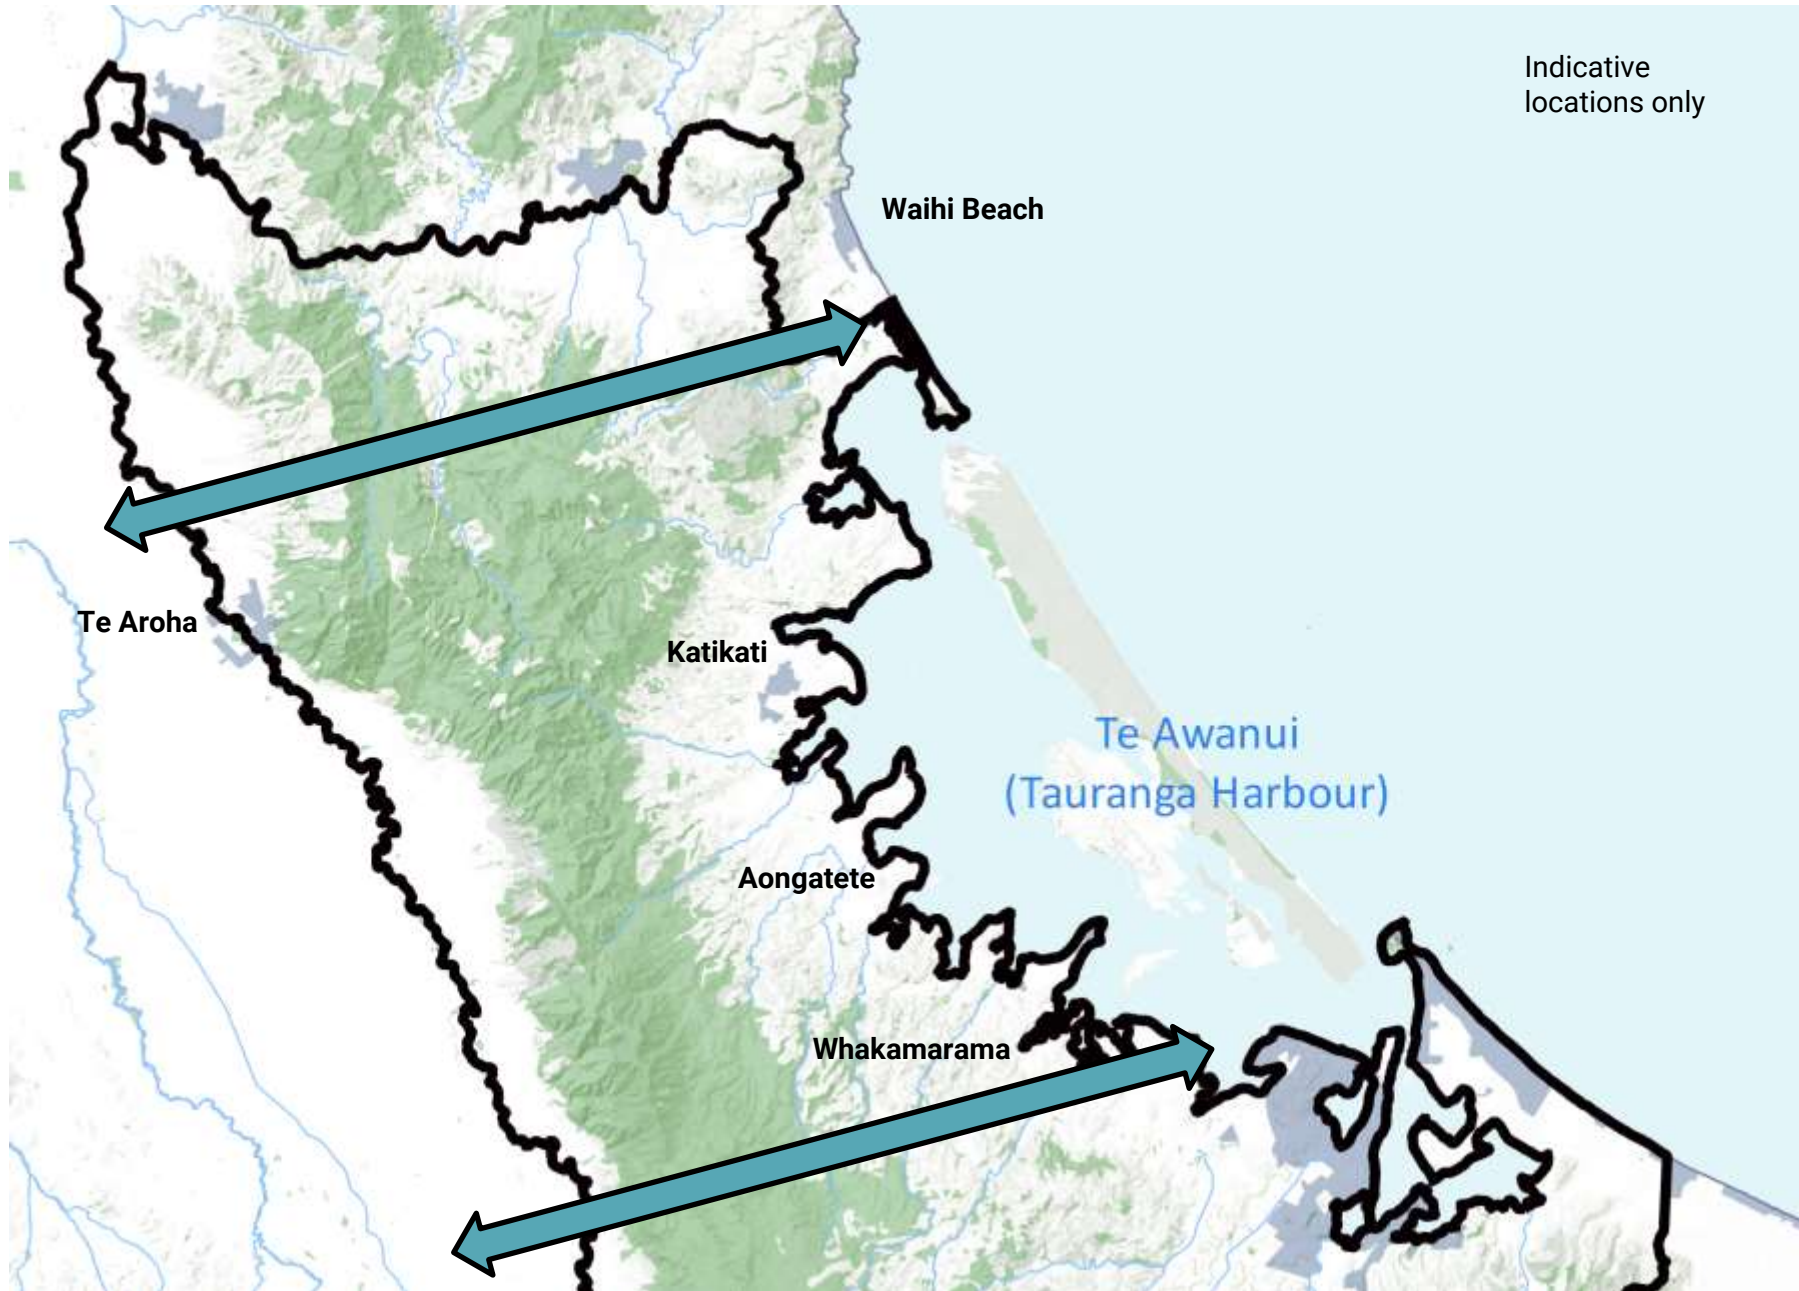 Indicative
locations only
Waihi Beach
Te Aroha
Katikati
Te Awanui
(Tauranga Harbour)
Aongatete
Whakamarama